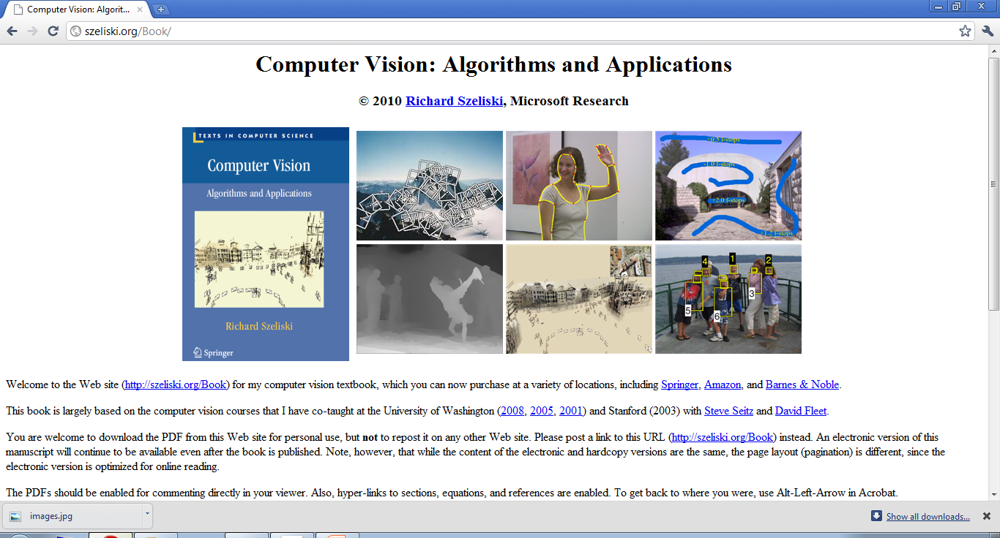 Computer Vision: Algorit...
szeliski.org/Book/
Computer Vision: Algorithms and Applications
© 2010 Richard Szeliski, Microsoft Research
TEXTS IN COMPUTER SCIENCE
Computer Vision
Algorithms and Applications
Richard Szeliski
Springer
+0.5 f-stops
-1.0 f-stops
+2.0 f-stops
4
1
2
3
5
6
Welcome to the Web site (http://szeliski.org/Book) for my computer vision textbook, which you can now purchase at a variety of locations, including Springer, Amazon, and Barnes & Noble.
This book is largely based on the computer vision courses that I have co-taught at the University of Washington (2008, 2005, 2001) and Stanford (2003) with Steve Seitz and David Fleet.
You are welcome to download the PDF from this Web site for personal use, but not to repost it on any other Web site. Please post a link to this URL (http://szeliski.org/Book) instead. An electronic version of this
manuscript will continue to be available even after the book is published. Note, however, that while the content of the electronic and hardcopy versions are the same, the page layout (pagination) is different, since the
electronic version is optimized for online reading.
The PDFs should be enabled for commenting directly in your viewer. Also, hyper-links to sections, equations, and references are enabled. To get back to where you were, use Alt-Left-Arrow in Acrobat.
images.jpg
Show all downloads...